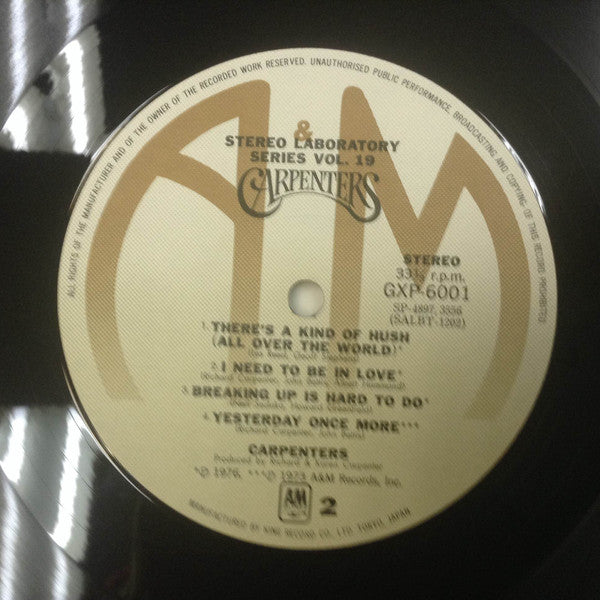 ALL RIGHTS OF THE MANUFACTURER AND OF THE OWNER OF THE RECORDED WORK RESERVED. UNAUTHORISED PUBLIC PERFORMANCE, BROADCASTING AND COPYING OF THIS RECORD PROHIBITED
A&M
STEREO LABORATORY
SERIES VOL. 19
CARPENTERS
STEREO
33⅓ r.p.m.
GXP-6001
SP-4897, 3556
(SALBT-1202)
1. THERE'S A KIND OF HUSH
(ALL OVER THE WORLD)*
(Les Reed, Geoff Stephens)
2. I NEED TO BE IN LOVE*
(Richard Carpenter, John Bettis, Albert Hammond)
3. BREAKING UP IS HARD TO DO*
(Neil Sedaka, Howard Greenfield)
4. YESTERDAY ONCE MORE***
(Richard Carpenter, John Bettis)
CARPENTERS
Produced by Richard & Karen Carpenter
*℗ 1976, ***℗ 1973 A&M Records, Inc.
A&M
2
MANUFACTURED BY KING RECORD CO. LTD. TOKYO, JAPAN